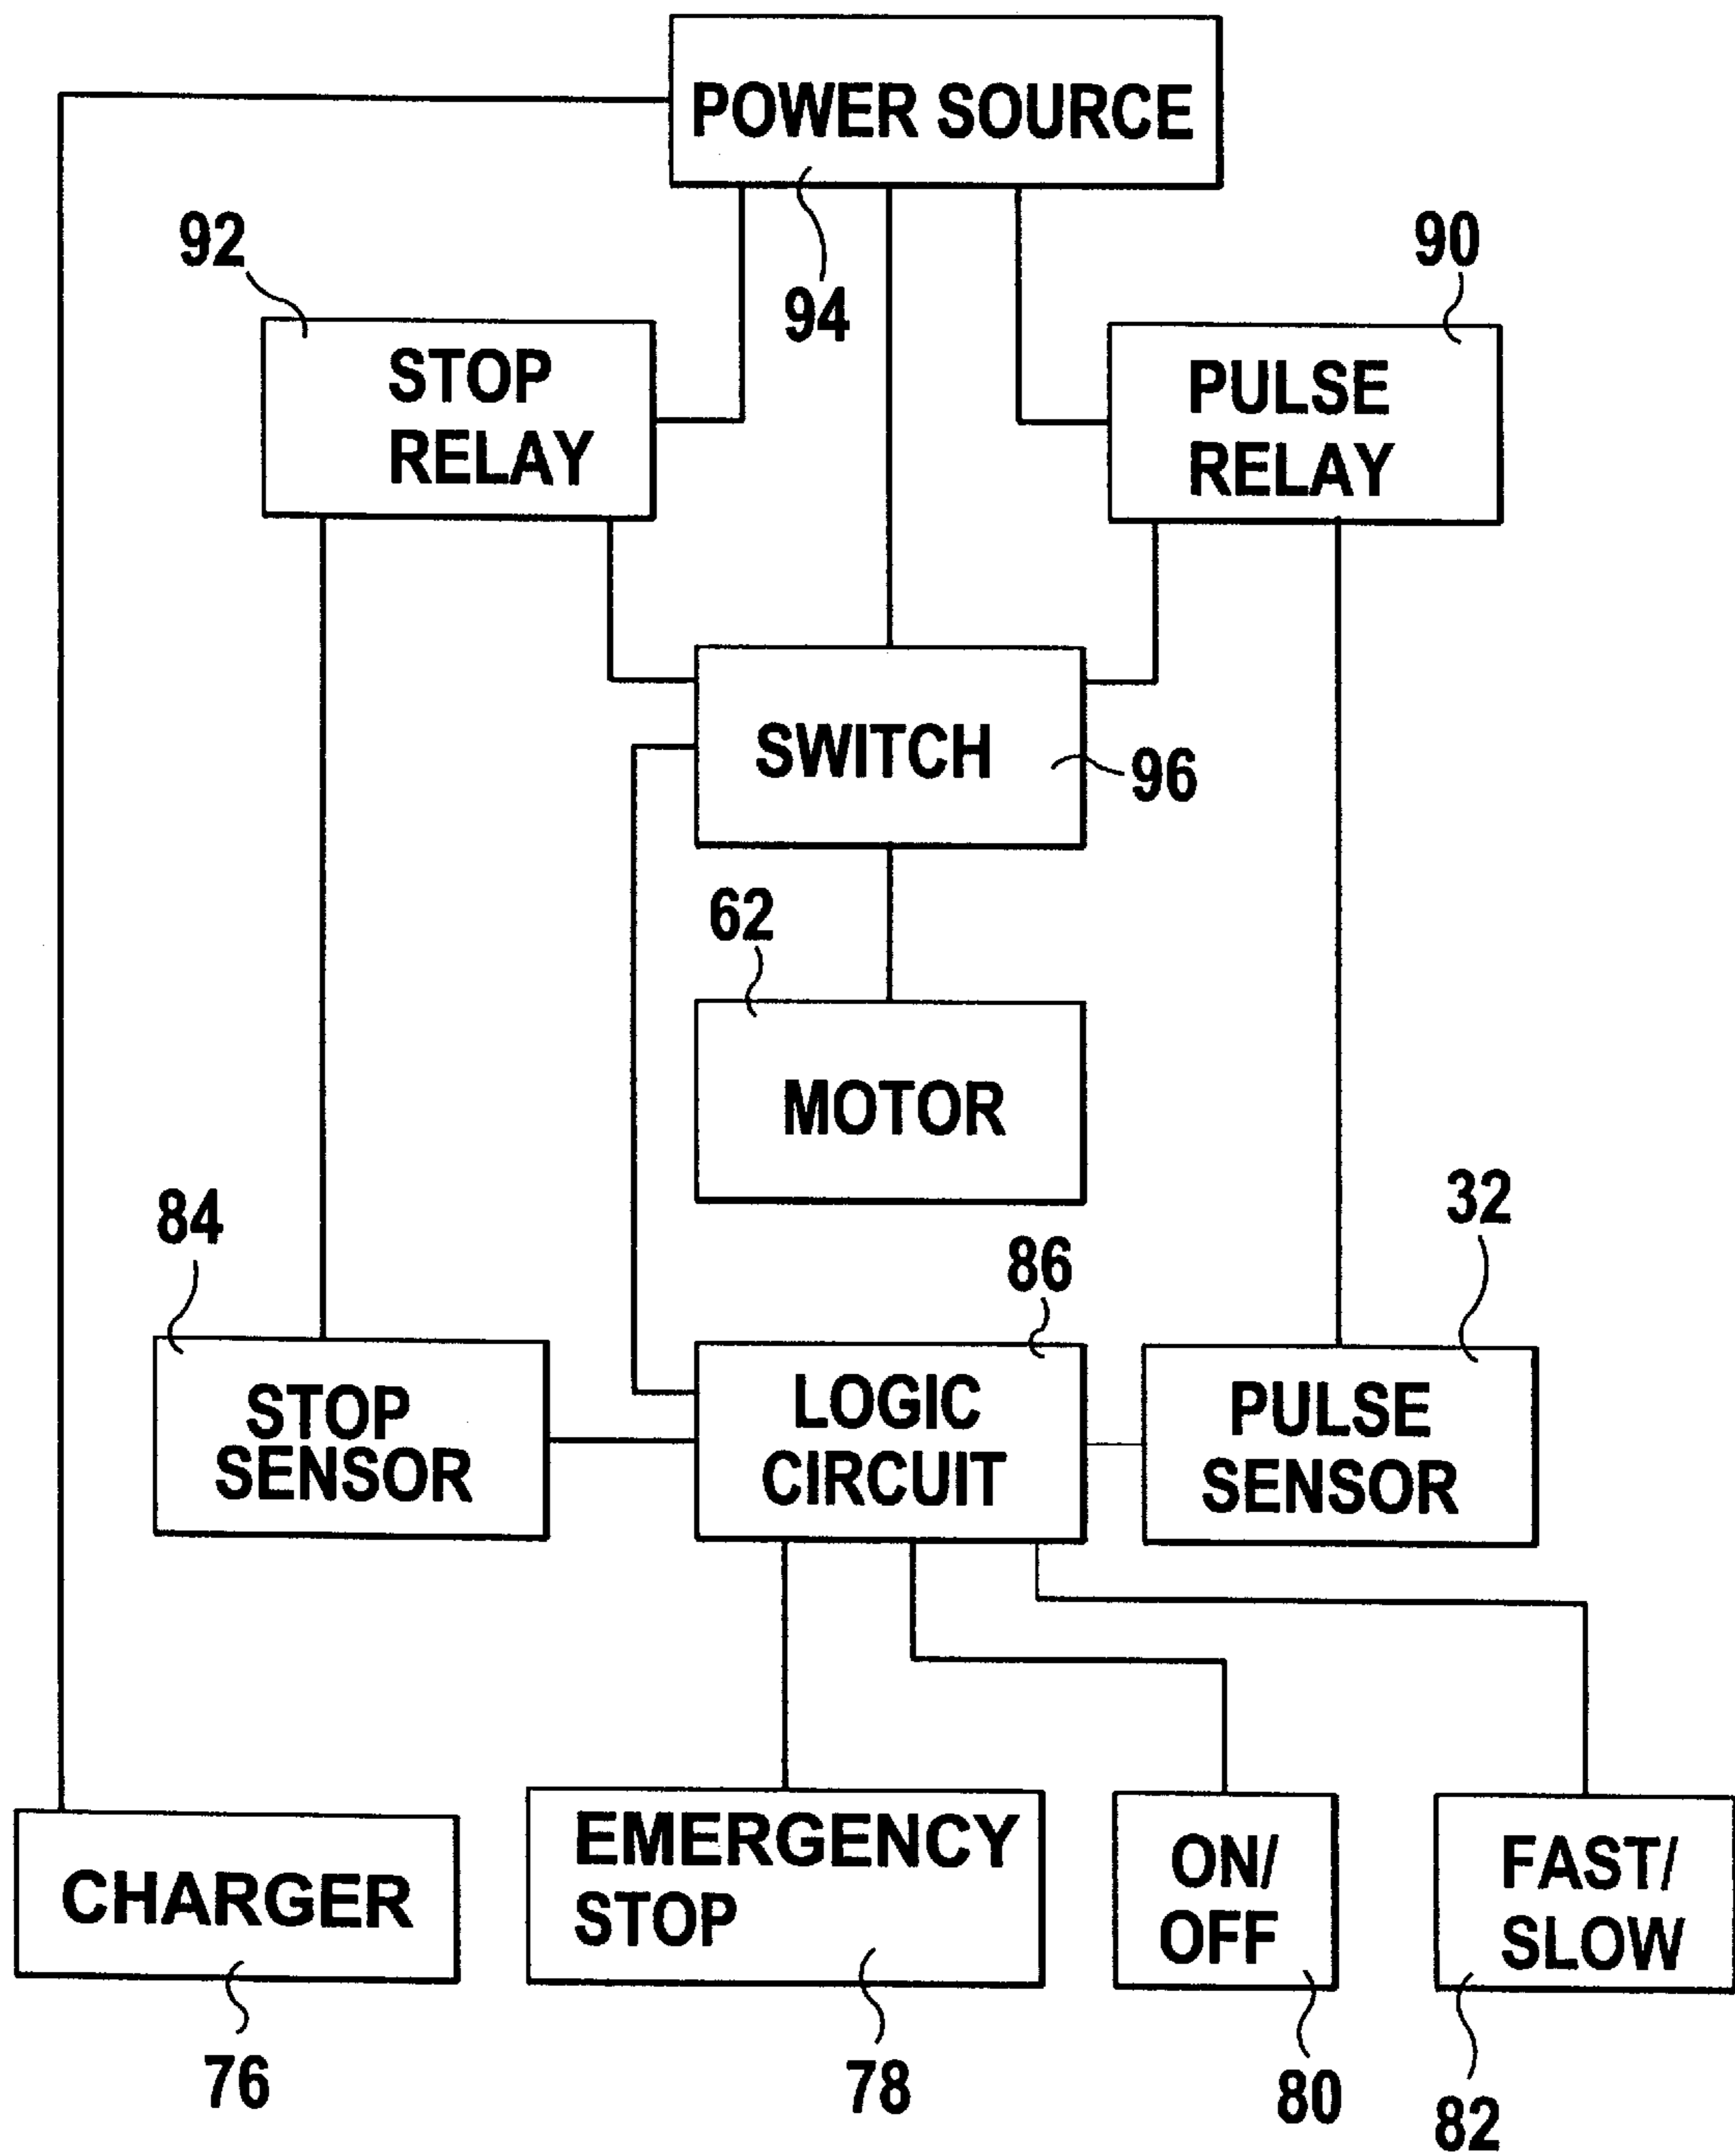 POWER SOURCE
94
92
STOP
RELAY
90
PULSE
RELAY
SWITCH
96
62
MOTOR
84
STOP
SENSOR
86
LOGIC
CIRCUIT
32
PULSE
SENSOR
CHARGER
76
EMERGENCY
STOP
78
ON/
OFF
80
FAST/
SLOW
82